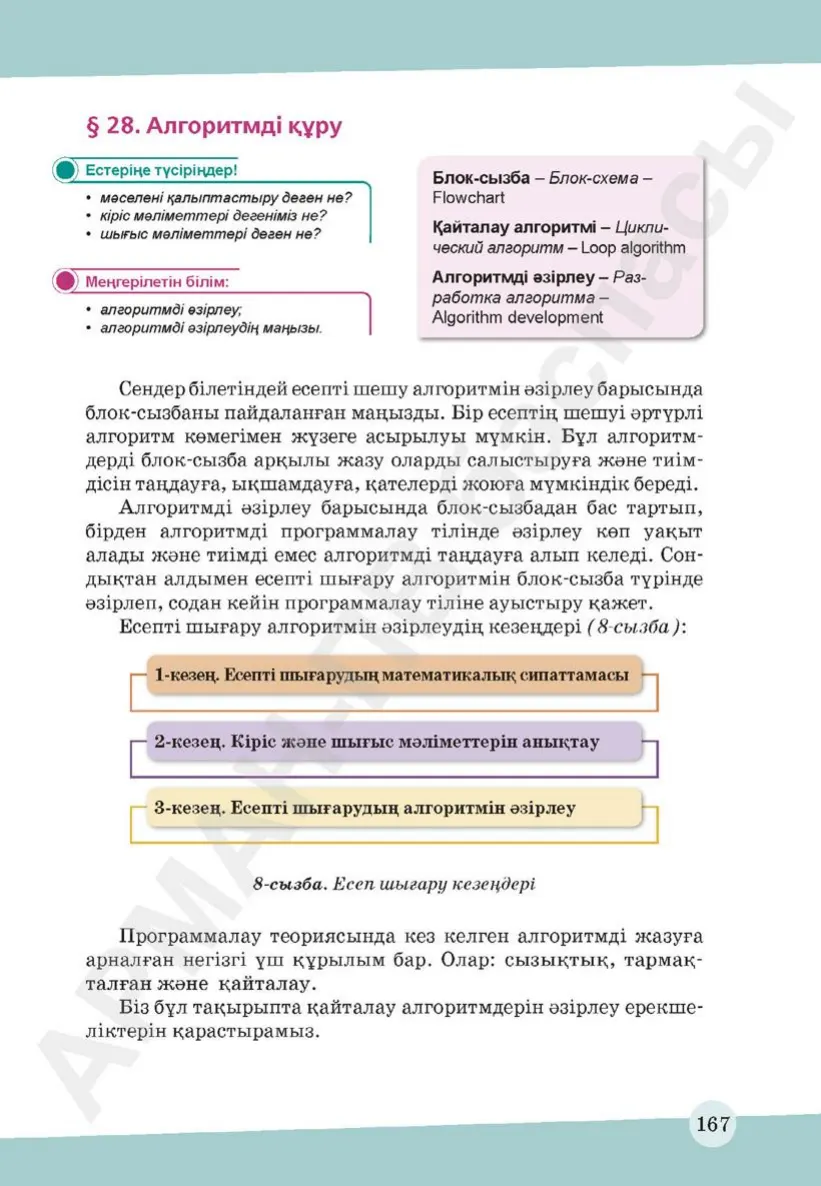 § 28. Алгоритмді құру
Естеріңе түсіріңдер!
• мәселені қалыптастыру деген не?
• кіріс мәліметтері дегеніміз не?
• шығыс мәліметтері деген не?
Меңгерілетін білім:
• алгоритмді әзірлеу;
• алгоритмді әзірлеудің маңызы.
Блок-сызба – Блок-схема –
Flowchart
Қайталау алгоритмі – Цикли-
ческий алгоритм – Loop algorithm
Алгоритмді әзірлеу – Раз-
работка алгоритма –
Algorithm development
Сендер білетіндей есепті шешу алгоритмін әзірлеу барысында
блок-сызбаны пайдаланған маңызды. Бір есептің шешуі әртүрлі
алгоритм көмегімен жүзеге асырылуы мүмкін. Бұл алгоритм-
дерді блок-сызба арқылы жазу оларды салыстыруға және тиім-
дісін таңдауға, ықшамдауға, қателерді жоюға мүмкіндік береді.
Алгоритмді әзірлеу барысында блок-сызбадан бас тартып,
бірден алгоритмді программалау тілінде әзірлеу көп уақыт
алады және тиімді емес алгоритмді таңдауға алып келеді. Сон-
дықтан алдымен есепті шығару алгоритмін блок-сызба түрінде
әзірлеп, содан кейін программалау тіліне ауыстыру қажет.
Есепті шығару алгоритмін әзірлеудің кезеңдері (8-сызба):
1-кезең. Есепті шығарудың математикалық сипаттамасы
2-кезең. Кіріс және шығыс мәліметтерін анықтау
3-кезең. Есепті шығарудың алгоритмін әзірлеу
8-сызба. Есеп шығару кезеңдері
Программалау теориясында кез келген алгоритмді жазуға
арналған негізгі үш құрылым бар. Олар: сызықтық, тармақ-
талған және қайталау.
Біз бұл тақырыпта қайталау алгоритмдерін әзірлеу ерекше-
ліктерін қарастырамыз.
167
АРМАН-ПВ баспасы